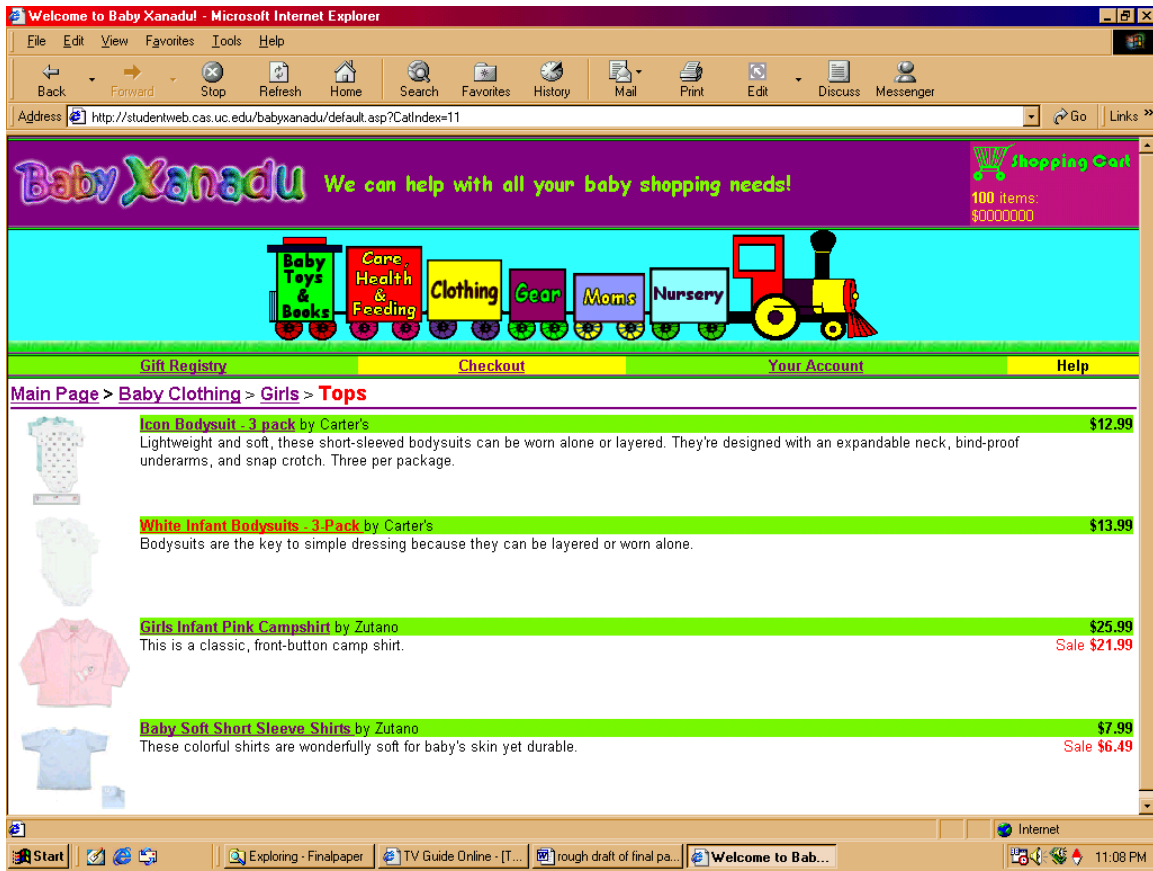 Welcome to Baby Xanadu! - Microsoft Internet Explorer
File Edit View Favorites Tools Help
Back Forward Stop Refresh Home Search Favorites History Mail Print Edit Discuss Messenger
Address http://studentweb.cas.uc.edu/babyxanadu/default.asp?CatIndex=11 Go Links »
Baby Xanadu We can help with all your baby shopping needs!
Shopping Cart
100 items:
$0000000
Baby Toys & Books
Care, Health & Feeding
Clothing
Gear
Moms
Nursery
Gift Registry Checkout Your Account Help
Main Page > Baby Clothing > Girls > Tops
Icon Bodysuit - 3 pack by Carter's $12.99
Lightweight and soft, these short-sleeved bodysuits can be worn alone or layered. They're designed with an expandable neck, bind-proof
underarms, and snap crotch. Three per package.
White Infant Bodysuits - 3-Pack by Carter's $13.99
Bodysuits are the key to simple dressing because they can be layered or worn alone.
Girls Infant Pink Campshirt by Zutano $25.99
This is a classic, front-button camp shirt. Sale $21.99
Baby Soft Short Sleeve Shirts by Zutano $7.99
These colorful shirts are wonderfully soft for baby's skin yet durable. Sale $6.49
Internet
Start Exploring - Finalpaper TV Guide Online - [T... rough draft of final pa... Welcome to Bab... 11:08 PM